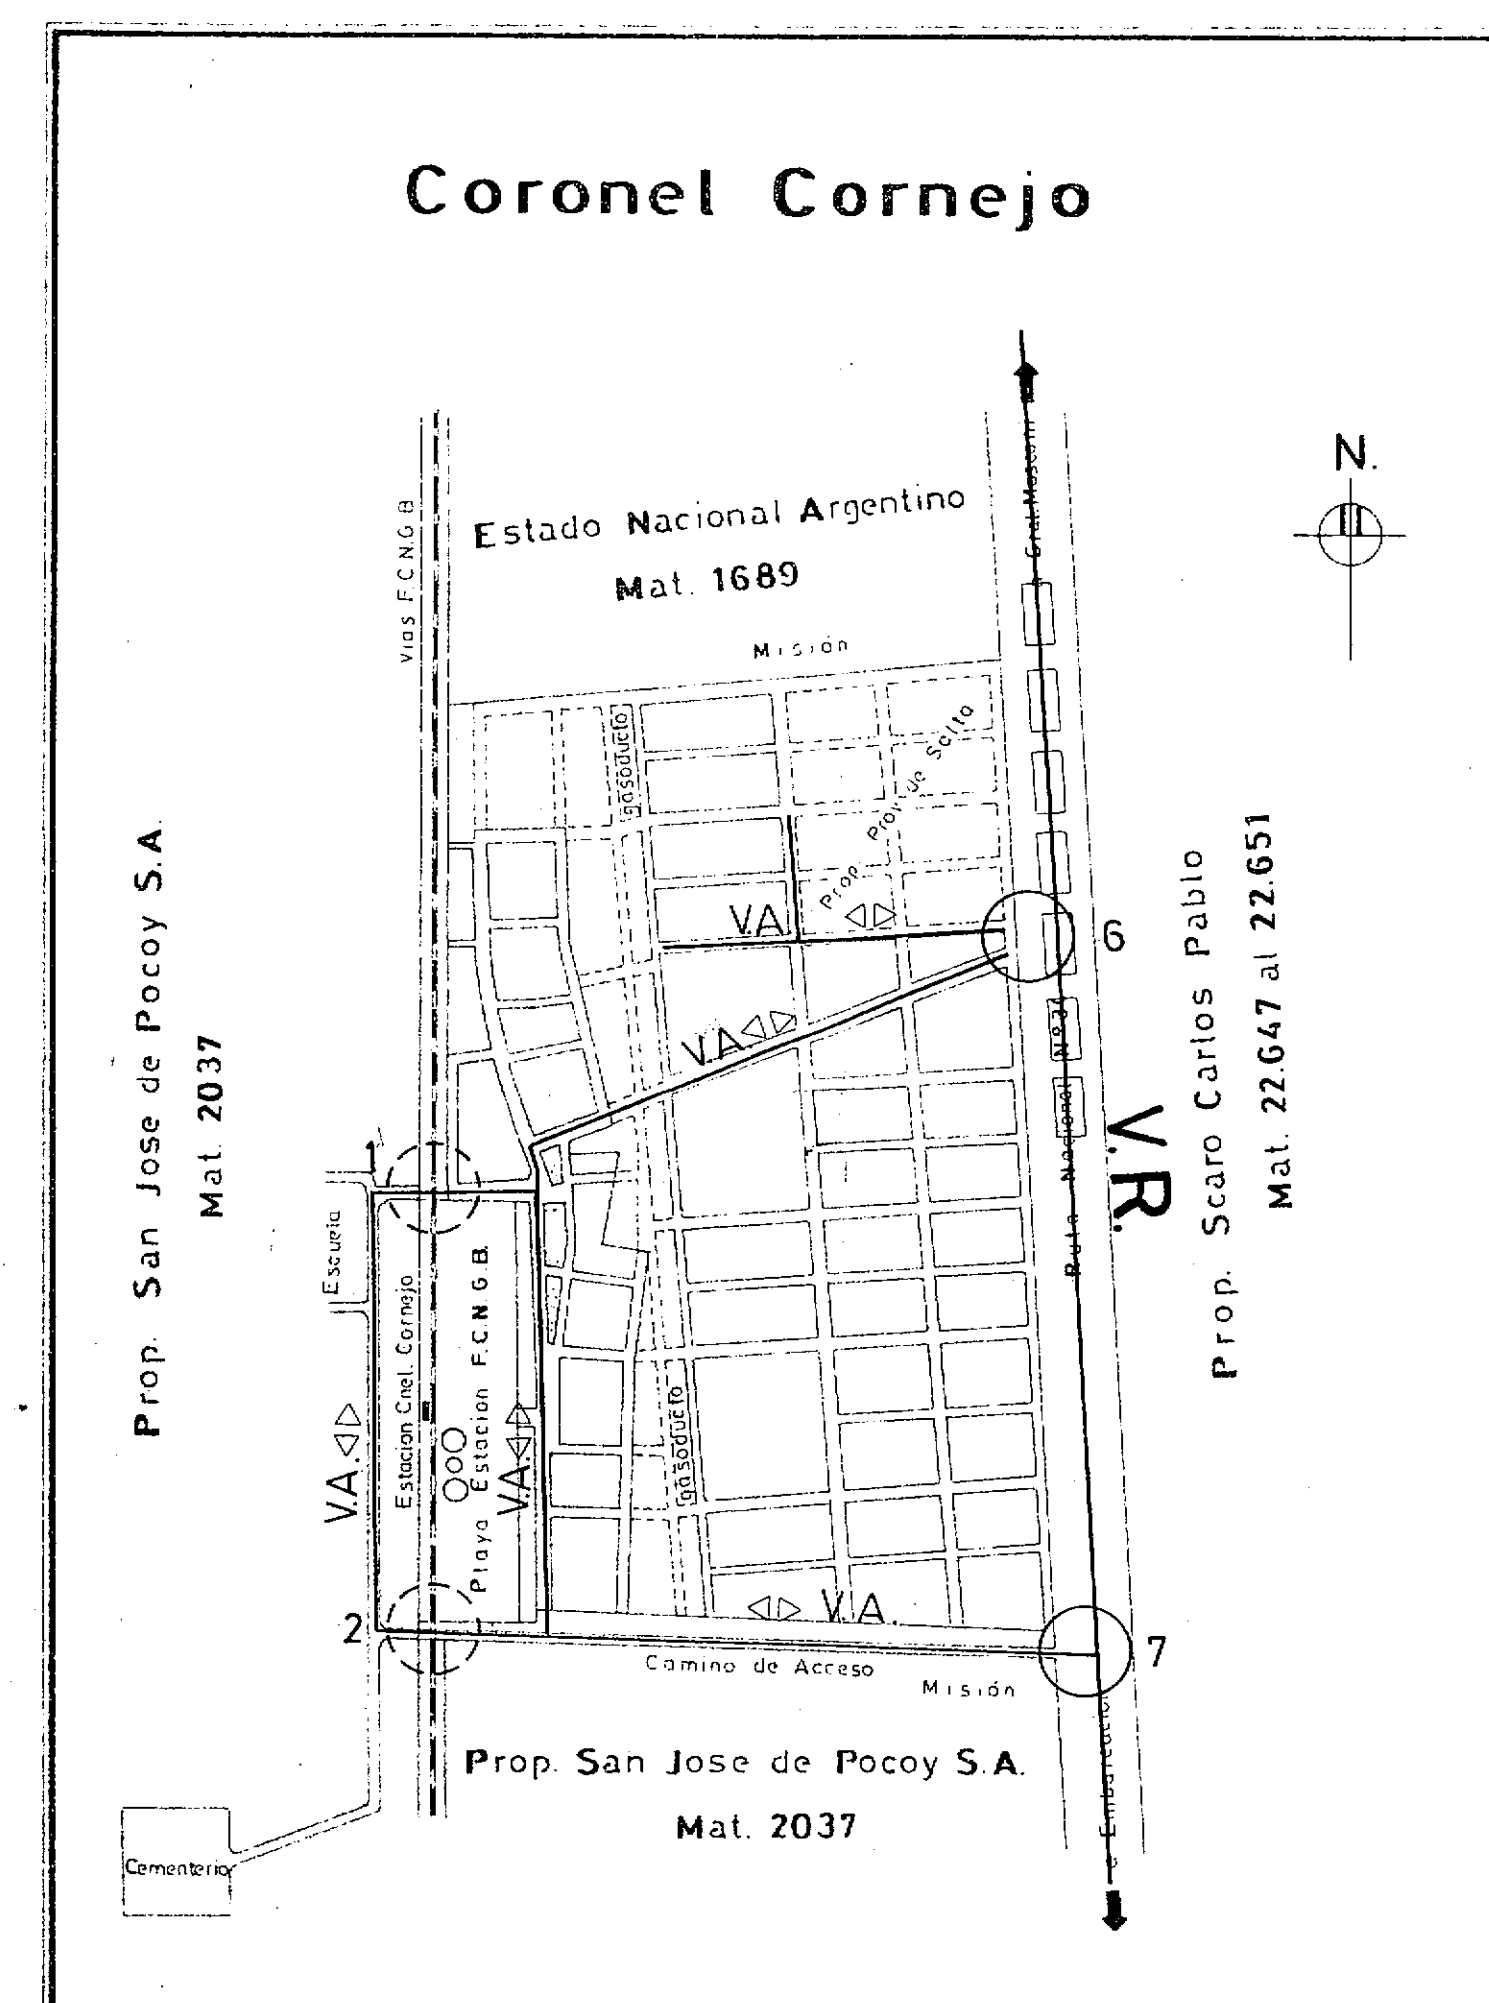 Coronel Cornejo
N.
a Gral. Mosconi
Vias F.C.N.G B
Estado Nacional Argentino
Mat. 1689
Misión
gasoducto
Prop. Prov. de Salta
V.A.
6
V.A.
Prop. San Jose de Pocoy S.A.
Mat. 2037
Prop. Scaro Carlos Pablo
Mat. 22.647 al 22.651
Ruta Nacional Nº 34
V.R.
1
Escuela
Estacion Cnel. Cornejo
Playa Estacion F.C.N.G.B.
V.A.
V.A.
gasoducto
V.A.
2
7
Camino de Acceso
Misión
Prop. San Jose de Pocoy S.A.
Mat. 2037
a Embarcación
Cementerio